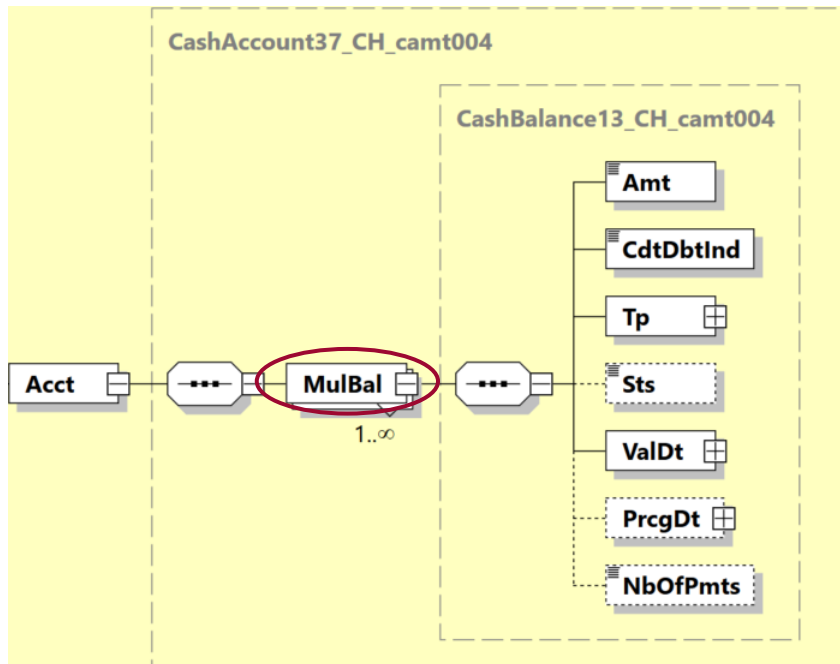 CashAccount37_CH_camt004
CashBalance13_CH_camt004
Amt
CdtDbtInd
Tp
Acct
MulBal
Sts
1..∞
ValDt
PrcgDt
NbOfPmts